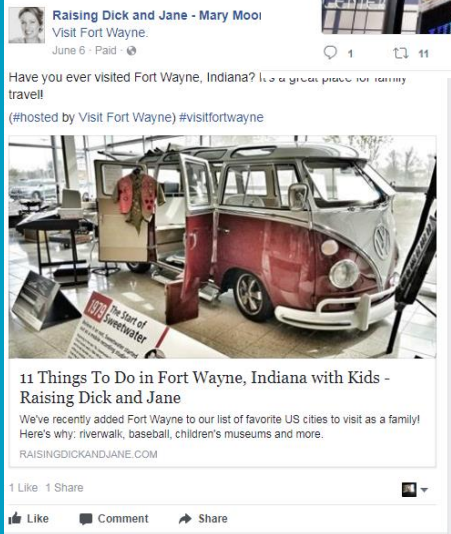 Raising Dick and Jane - Mary Moor
Visit Fort Wayne.
June 6 · Paid ·
1 11
Have you ever visited Fort Wayne, Indiana? It's a great place for family
travel!
(#hosted by Visit Fort Wayne) #visitfortwayne
1979 The Start of
Sweetwater
11 Things To Do in Fort Wayne, Indiana with Kids -
Raising Dick and Jane
We've recently added Fort Wayne to our list of favorite US cities to visit as a family!
Here's why: riverwalk, baseball, children's museums and more.
RAISINGDICKANDJANE.COM
1 Like 1 Share
Like Comment Share